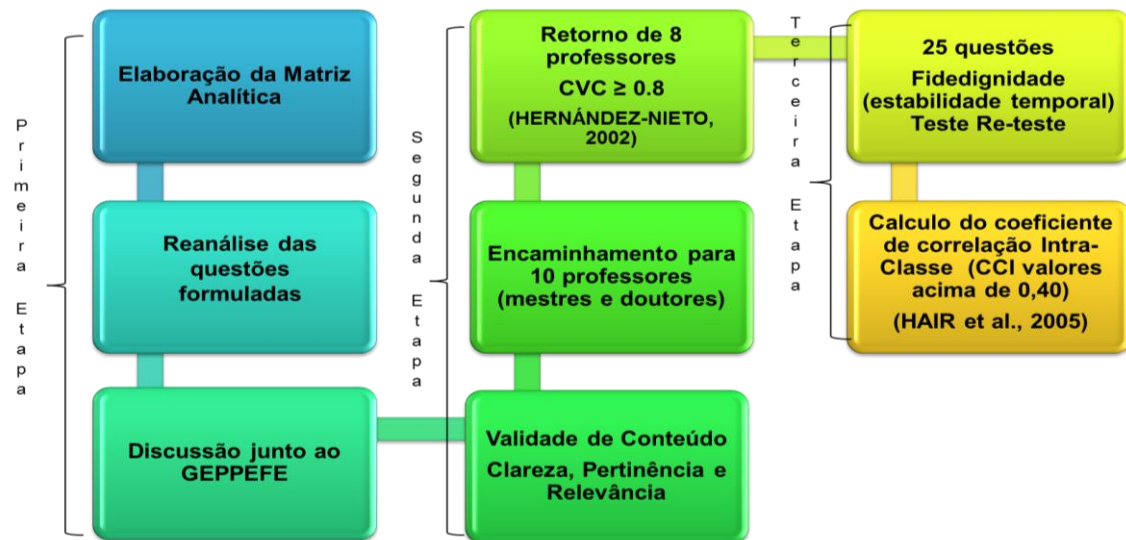 Primeira Etapa
Elaboração da Matriz
Analítica
Reanálise das
questões
formuladas
Discussão junto ao
GEPPEFE
Segunda Etapa
Validade de Conteúdo
Clareza, Pertinência e
Relevância
Encaminhamento para
10 professores
(mestres e doutores)
Retorno de 8
professores
CVC ≥ 0.8
(HERNÁNDEZ-NIETO,
2002)
Terceira Etapa
25 questões
Fidedignidade
(estabilidade temporal)
Teste Re-teste
Calculo do coeficiente
de correlação Intra-
Classe (CCI valores
acima de 0,40)
(HAIR et al., 2005)